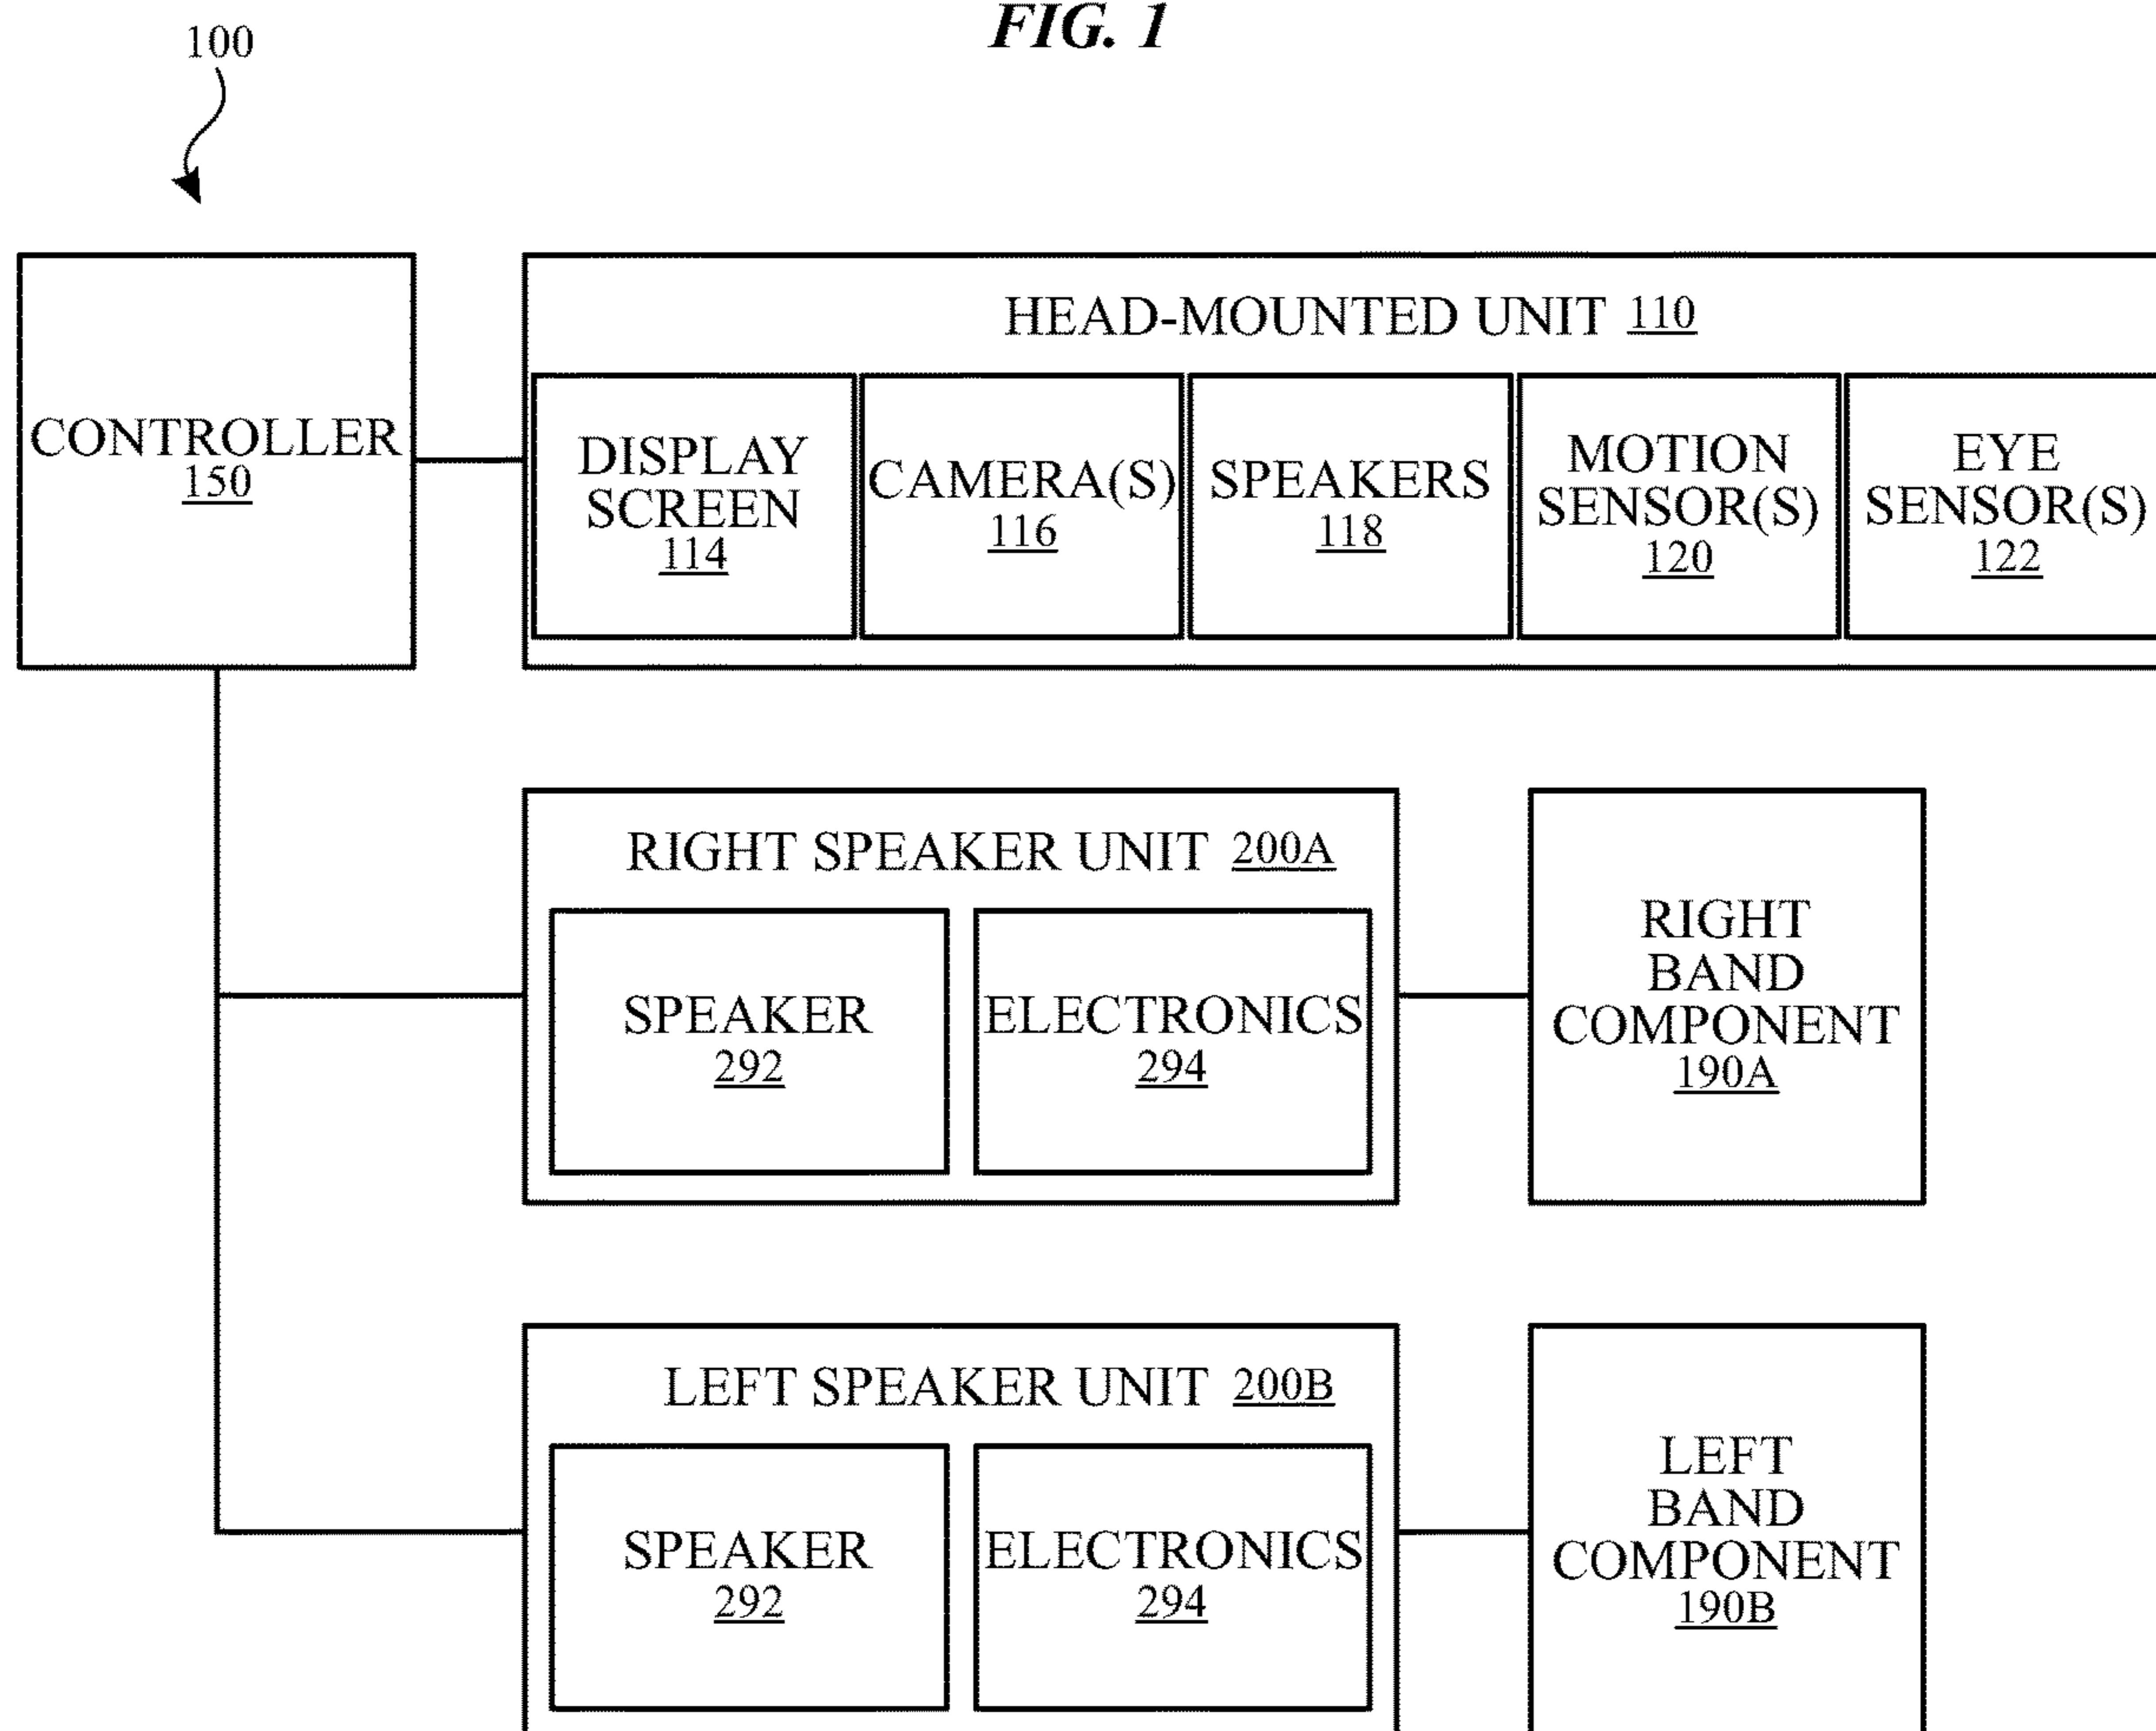 FIG. 1
100
HEAD-MOUNTED UNIT 110
CONTROLLER
150
DISPLAY
SCREEN
114
CAMERA(S)
116
SPEAKERS
118
MOTION
SENSOR(S)
120
EYE
SENSOR(S)
122
RIGHT SPEAKER UNIT 200A
SPEAKER
292
ELECTRONICS
294
RIGHT
BAND
COMPONENT
190A
LEFT SPEAKER UNIT 200B
SPEAKER
292
ELECTRONICS
294
LEFT
BAND
COMPONENT
190B